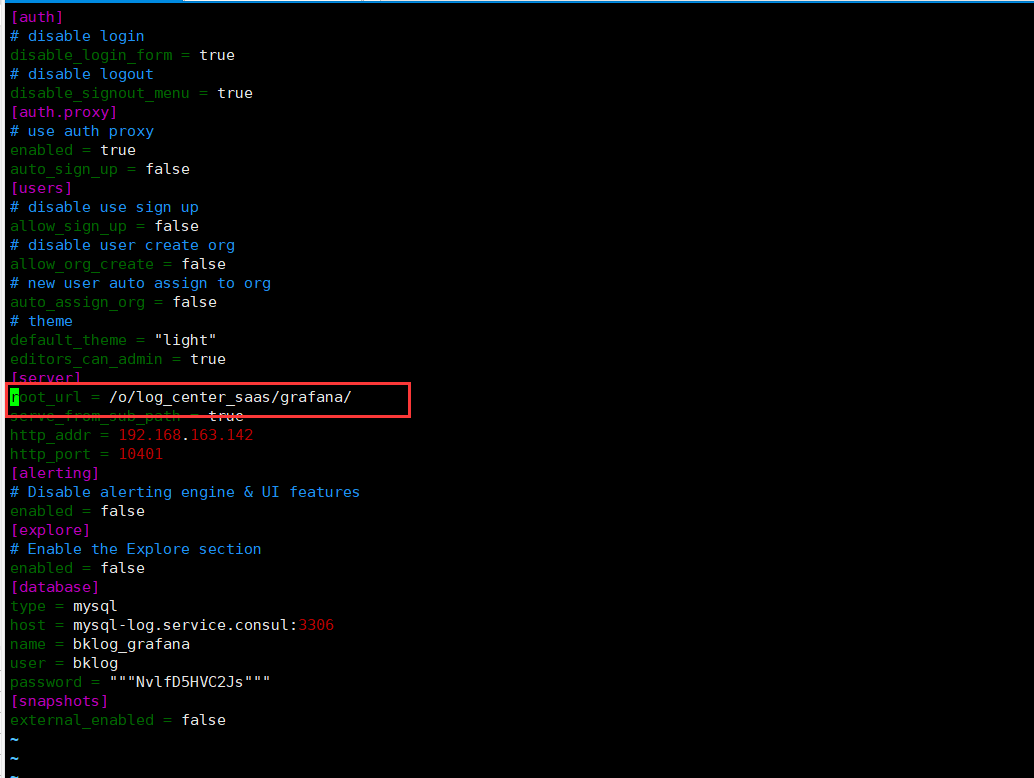 [auth]
# disable login
disable_login_form = true
# disable logout
disable_signout_menu = true
[auth.proxy]
# use auth proxy
enabled = true
auto_sign_up = false
[users]
# disable use sign up
allow_sign_up = false
# disable user create org
allow_org_create = false
# new user auto assign to org
auto_assign_org = false
# theme
default_theme = "light"
editors_can_admin = true
[server]
root_url = /o/log_center_saas/grafana/
serve_from_sub_path = true
http_addr = 192.168.163.142
http_port = 10401
[alerting]
# Disable alerting engine & UI features
enabled = false
[explore]
# Enable the Explore section
enabled = false
[database]
type = mysql
host = mysql-log.service.consul:3306
name = bklog_grafana
user = bklog
password = """NvlfD5HVC2Js"""
[snapshots]
external_enabled = false
~
~
~